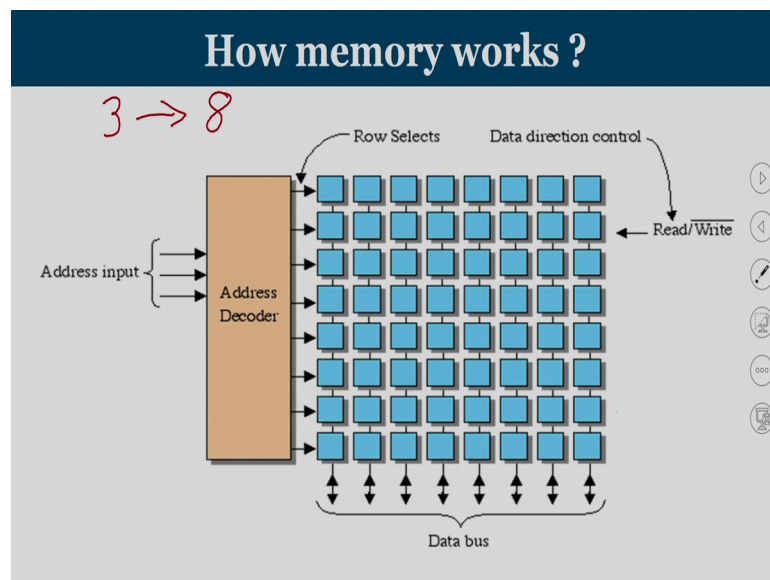 How memory works ?
3 → 8
Row Selects
Data direction control
Read/Write
Address input
Address
Decoder
Data bus